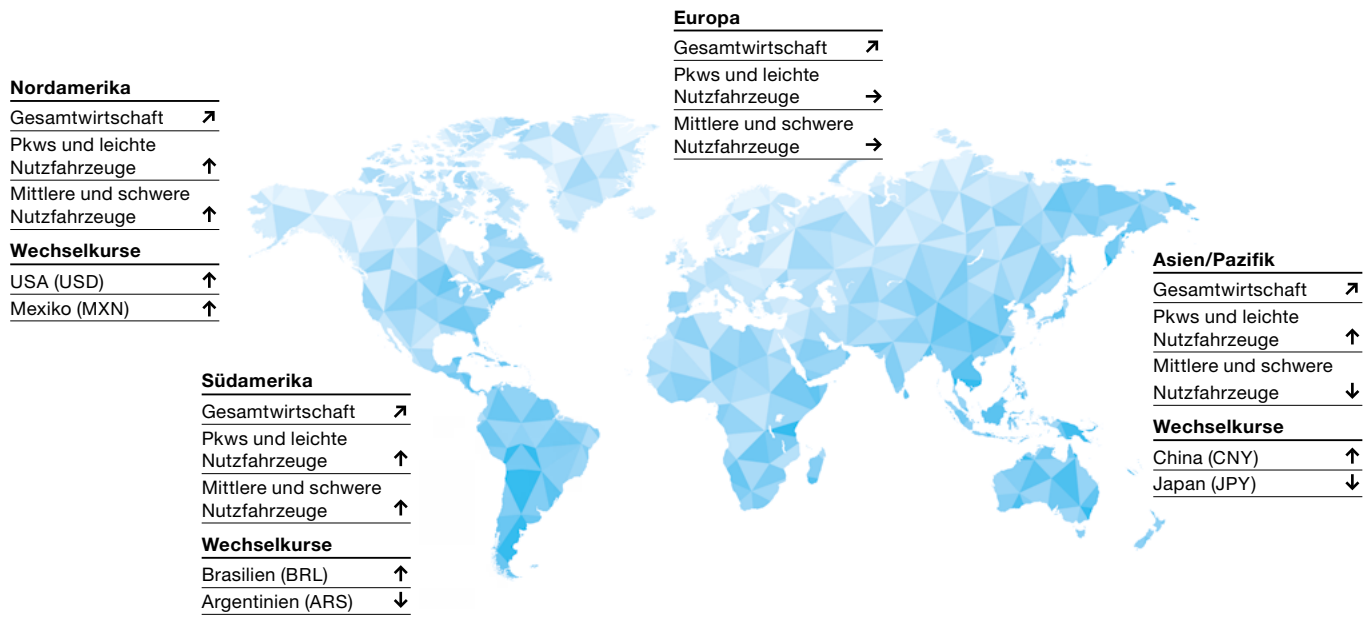 Europa
Gesamtwirtschaft ↗
Pkws und leichte
Nutzfahrzeuge →
Mittlere und schwere
Nutzfahrzeuge →
Nordamerika
Gesamtwirtschaft ↗
Pkws und leichte
Nutzfahrzeuge ↑
Mittlere und schwere
Nutzfahrzeuge ↑
Wechselkurse
USA (USD) ↑
Mexiko (MXN) ↑
Asien/Pazifik
Gesamtwirtschaft ↗
Pkws und leichte
Nutzfahrzeuge ↑
Mittlere und schwere
Nutzfahrzeuge ↓
Wechselkurse
China (CNY) ↑
Japan (JPY) ↓
Südamerika
Gesamtwirtschaft ↗
Pkws und leichte
Nutzfahrzeuge ↑
Mittlere und schwere
Nutzfahrzeuge ↑
Wechselkurse
Brasilien (BRL) ↑
Argentinien (ARS) ↓